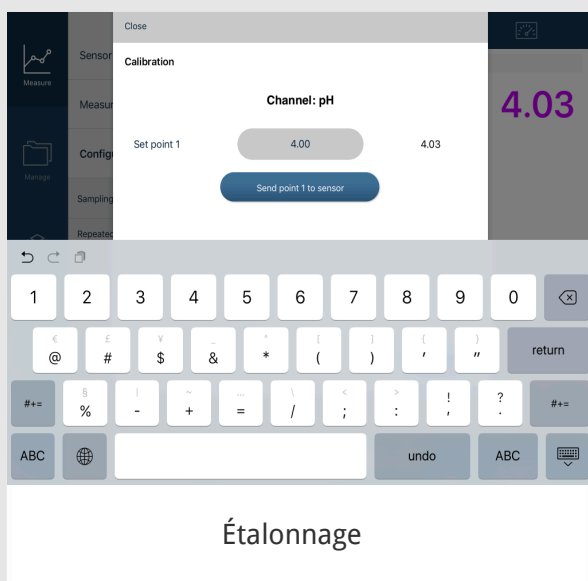 Close
Calibration
Sensor
Measure
Measur
Channel: pH
4.03
Set point 1 4.00 4.03
Configu
Manage
Send point 1 to sensor
Sampling
Repeated
1 2 3 4 5 6 7 8 9 0
€ £ ¥ _ ^ [ ] { }
@ # $ & * ( ) ' " return
§ | ~ … \ < > ! ?
#+= % - + = / ; : , . #+=
ABC undo ABC
Étalonnage